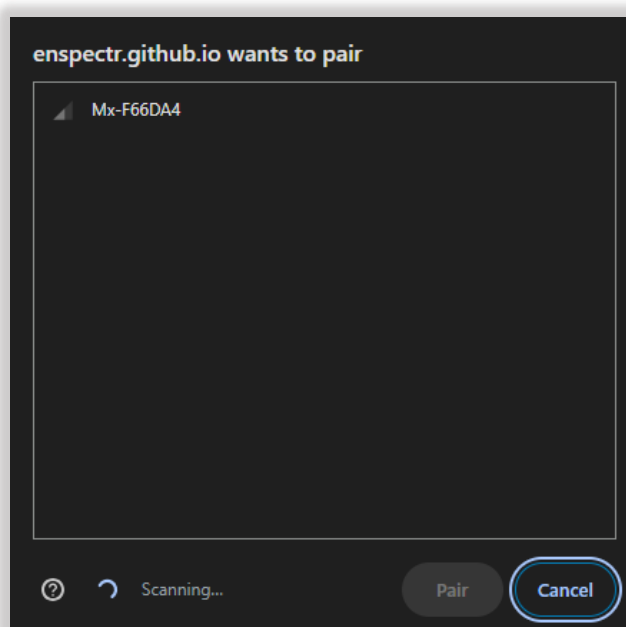 enspectr.github.io wants to pair
Mx-F66DA4
Scanning...
Pair
Cancel